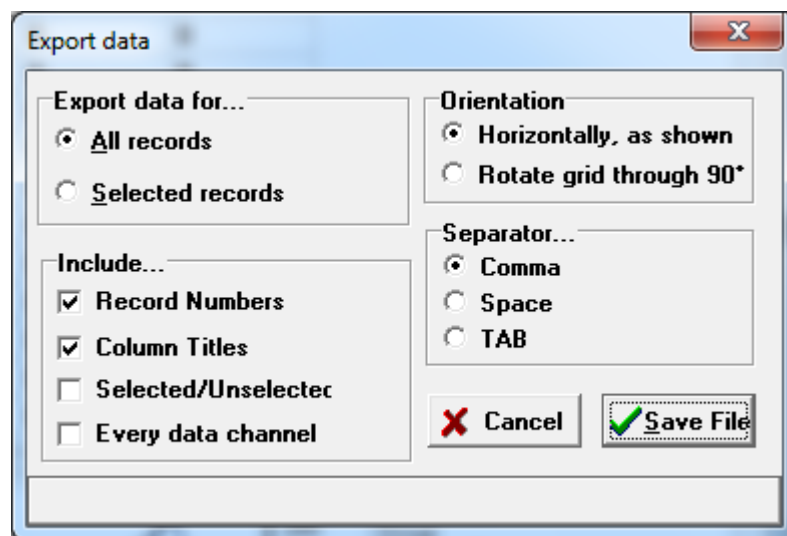 Export data
Export data for...
All records
Selected records
Include...
Record Numbers
Column Titles
Selected/Unselectec
Every data channel
Orientation
Horizontally, as shown
Rotate grid through 90°
Separator...
Comma
Space
TAB
Cancel
Save File